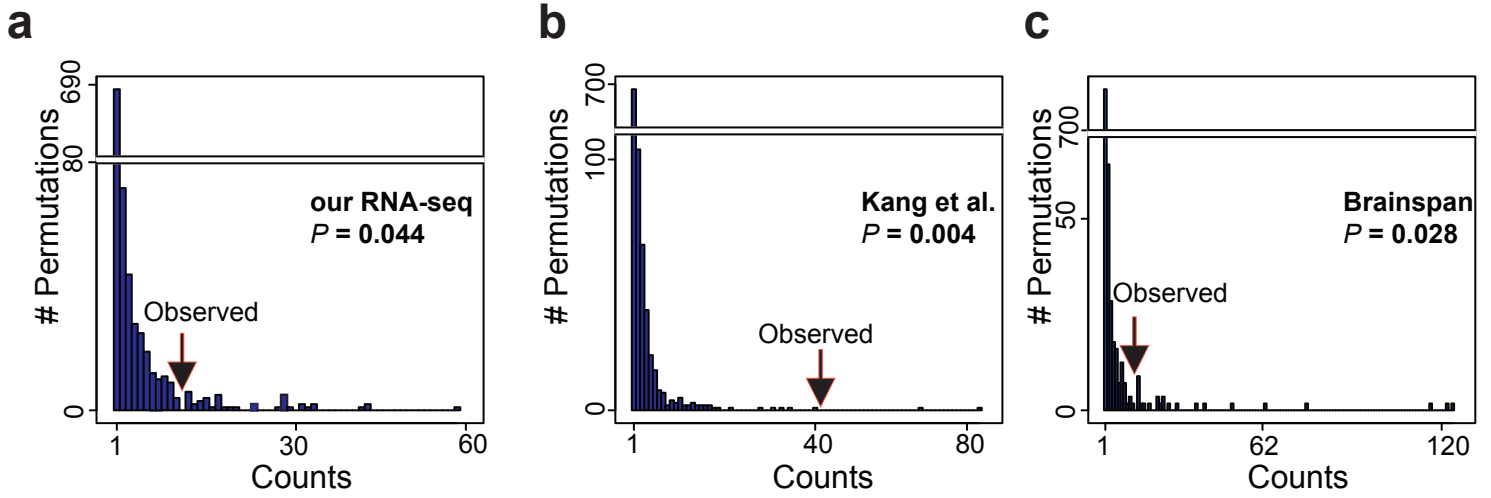 a
# Permutations
690
80
0
our RNA-seq
P = 0.044
Observed
1 30 60
Counts
b
# Permutations
700
100
0
Kang et al.
P = 0.004
Observed
1 40 80
Counts
c
# Permutations
700
50
0
Brainspan
P = 0.028
Observed
1 62 120
Counts